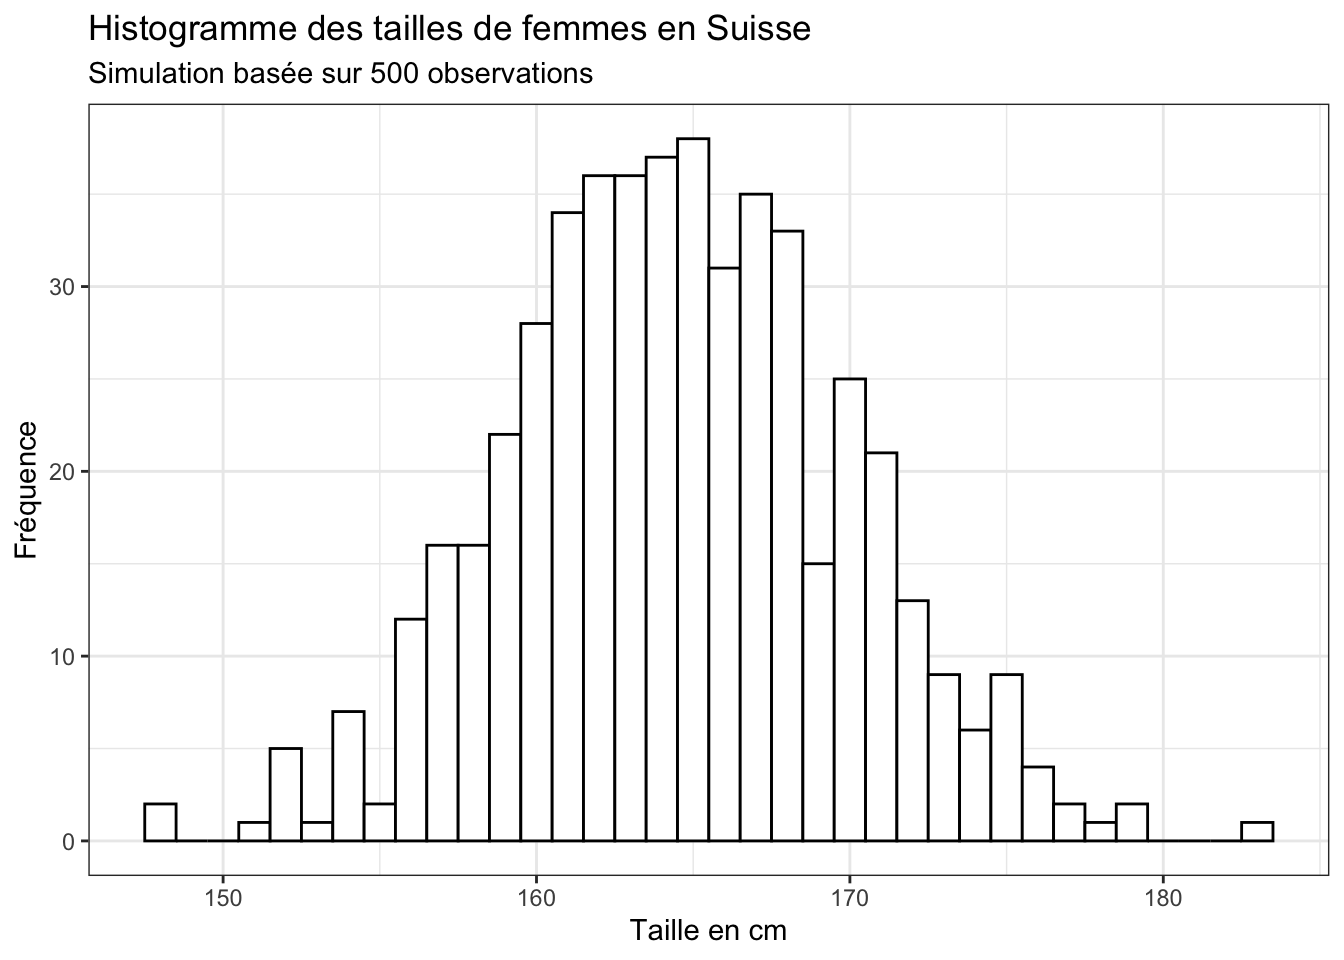 Histogramme des tailles de femmes en Suisse
Simulation basée sur 500 observations
Fréquence
30
20
10
0
150
160
170
180
Taille en cm